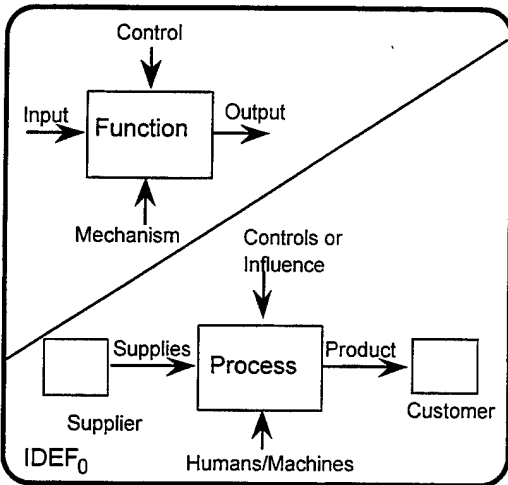 Control
Input
Function
Output
Mechanism
Controls or
Influence
Supplies
Process
Product
Supplier
Customer
IDEF₀
Humans/Machines